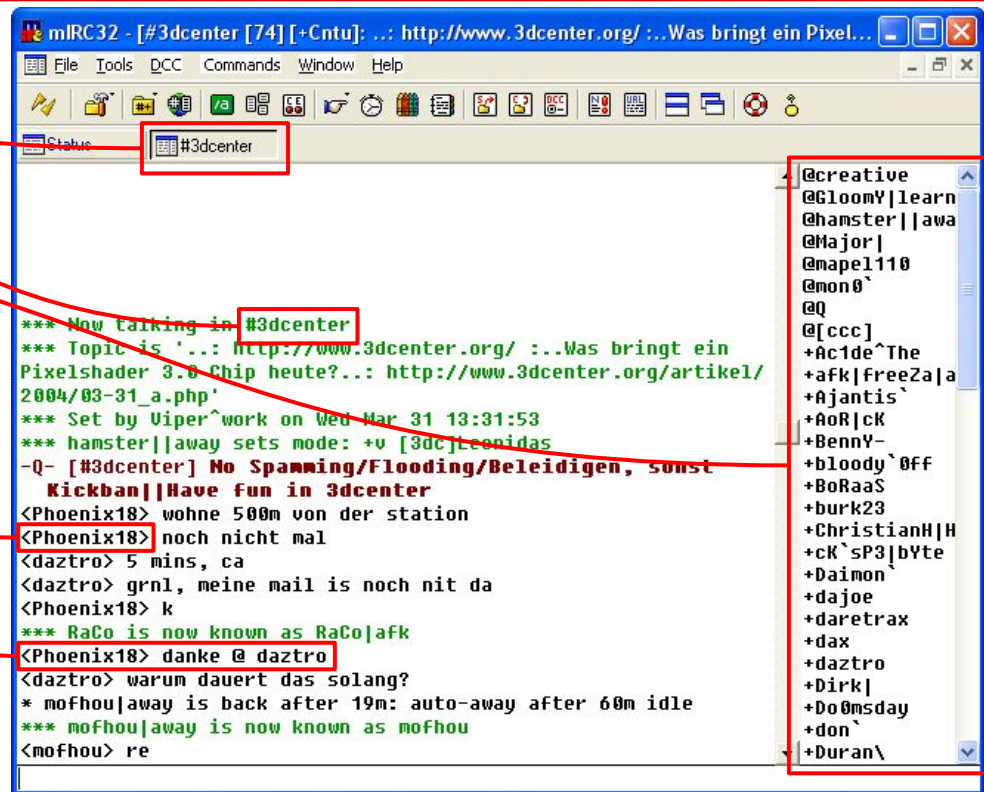 mIRC32 - [#3dcenter [74] [+Cntu]: ..: http://www.3dcenter.org/ :..Was bringt ein Pixel...
File Tools DCC Commands Window Help
Status #3dcenter
*** Now talking in #3dcenter
*** Topic is '..: http://www.3dcenter.org/ :..Was bringt ein
Pixelshader 3.0 Chip heute?..: http://www.3dcenter.org/artikel/
2004/03-31_a.php'
*** Set by Viper^work on Wed Mar 31 13:31:53
*** hamster||away sets mode: +v [3dc]Leonidas
-Q- [#3dcenter] No Spamming/Flooding/Beleidigen, sonst
Kickban||Have fun in 3dcenter
<Phoenix18> wohne 500m von der station
<Phoenix18> noch nicht mal
<daztro> 5 mins, ca
<daztro> grnl, meine mail is noch nit da
<Phoenix18> k
*** RaCo is now known as RaCo|afk
<Phoenix18> danke @ daztro
<daztro> warum dauert das solang?
* mofhou|away is back after 19m: auto-away after 60m idle
*** mofhou|away is now known as mofhou
<mofhou> re
@creative
@GloomY|learn
@hamster||awa
@Major|
@mapel110
@mon0`
@Q
@[ccc]
+Ac1de^The
+afk|freeZa|a
+Ajantis`
+AoR|cK
+BennY-
+bloody`0ff
+BoRaaS
+burk23
+ChristianH|H
+cK`sP3|bYte
+Daimon`
+dajoe
+daretrax
+dax
+daztro
+Dirk|
+Do0msday
+don`
+Duran\